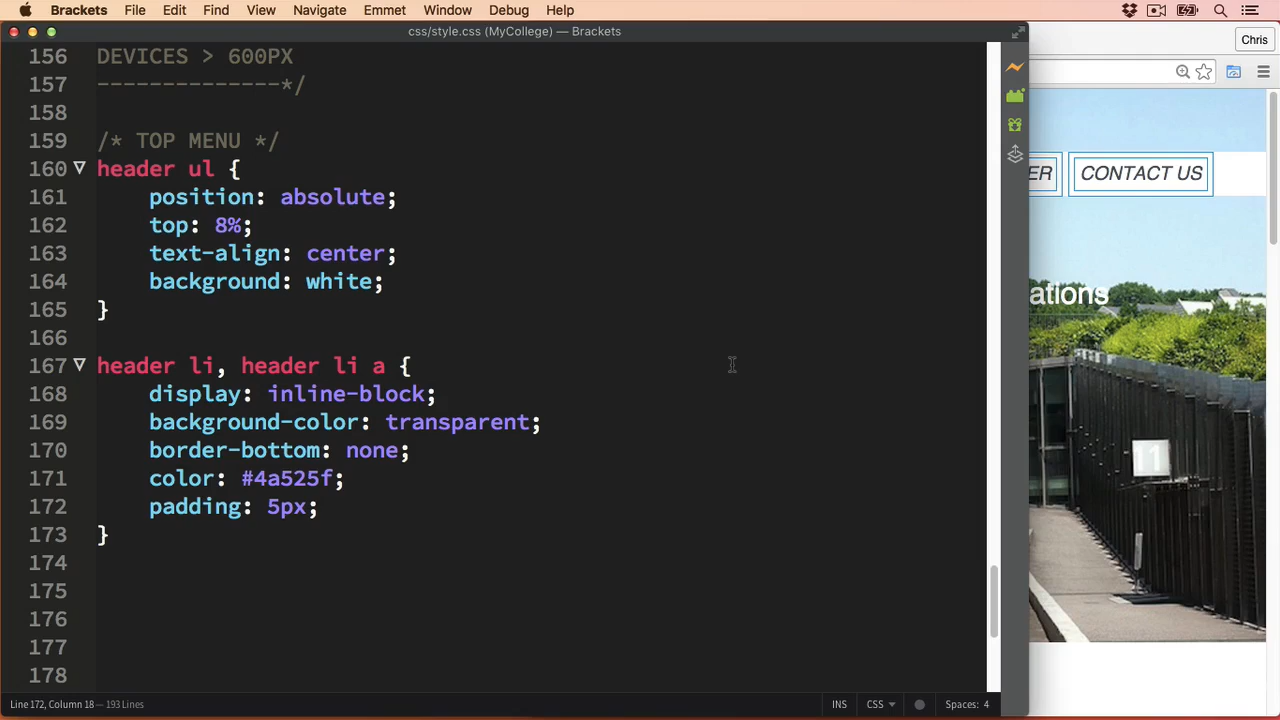 Brackets File Edit Find View Navigate Emmet Window Debug Help
css/style.css (MyCollege) — Brackets
Chris
156 DEVICES > 600PX
157 --------------*/
158
159 /* TOP MENU */
160 header ul {
161 position: absolute;
162 top: 8%;
163 text-align: center;
164 background: white;
165 }
166
167 header li, header li a {
168 display: inline-block;
169 background-color: transparent;
170 border-bottom: none;
171 color: #4a525f;
172 padding: 5px;
173 }
174
175
176
177
178
ER CONTACT US
ations
11
Line 172, Column 18 — 193 Lines
INS CSS Spaces: 4